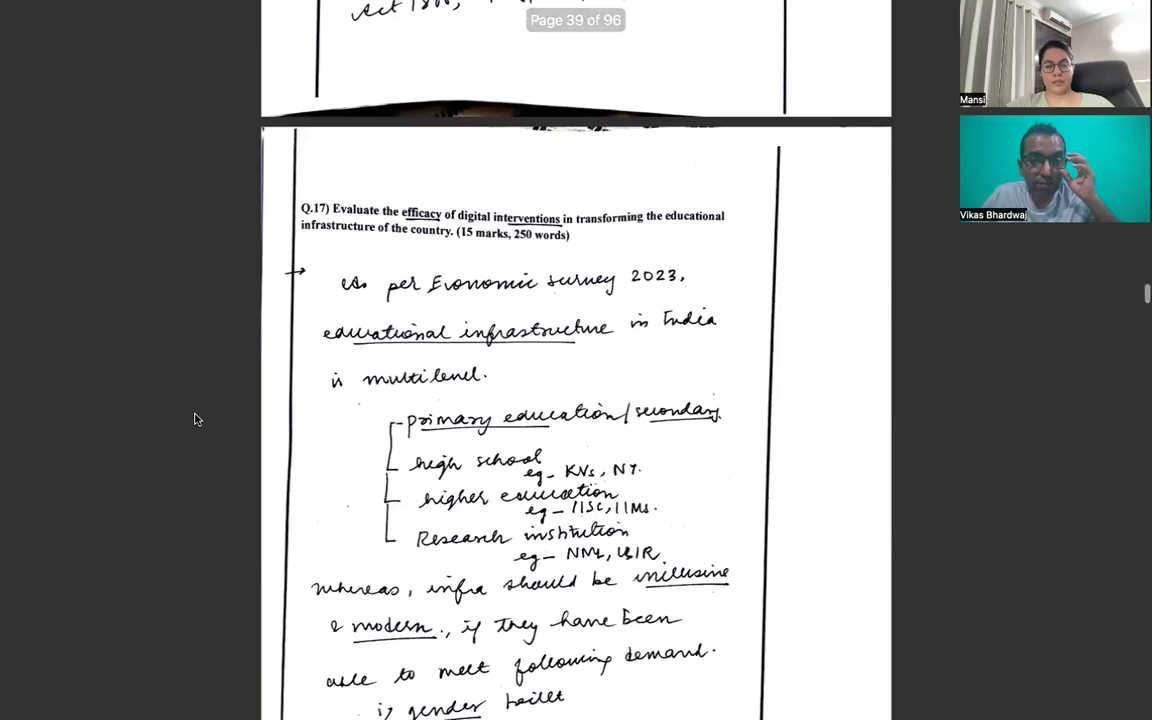 Act 18
Page 39 of 96
Mansi
Vikas Bhardwaj
Q.17) Evaluate the efficacy of digital interventions in transforming the educational
infrastructure of the country. (15 marks, 250 words)
As per Economic survey 2023,
educational infrastructure in India
is multilevel.
primary education/secondary
high school
eg- KVs,
higher education
eg- IISC, IIMs.
Research institution
eg- NML, CSIR
whereas, infra should be inclusive
& modern., if they have been
able to meet following demand.
i) gender